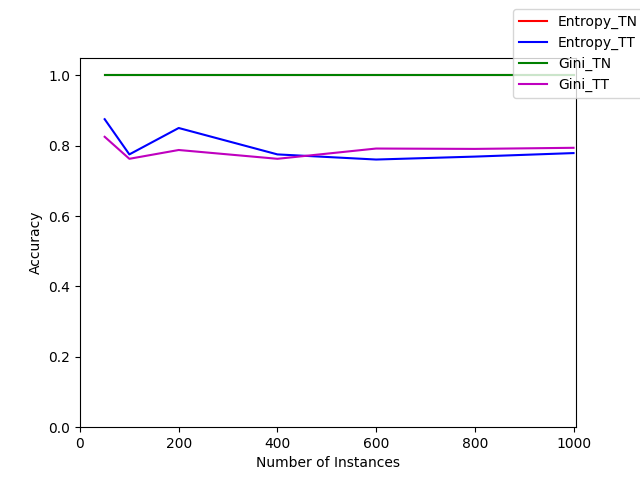 Entropy_TN
Entropy_TT
Gini_TN
Gini_TT
1.0
0.8
0.6
0.4
0.2
0.0
Accuracy
0 200 400 600 800 1000
Number of Instances